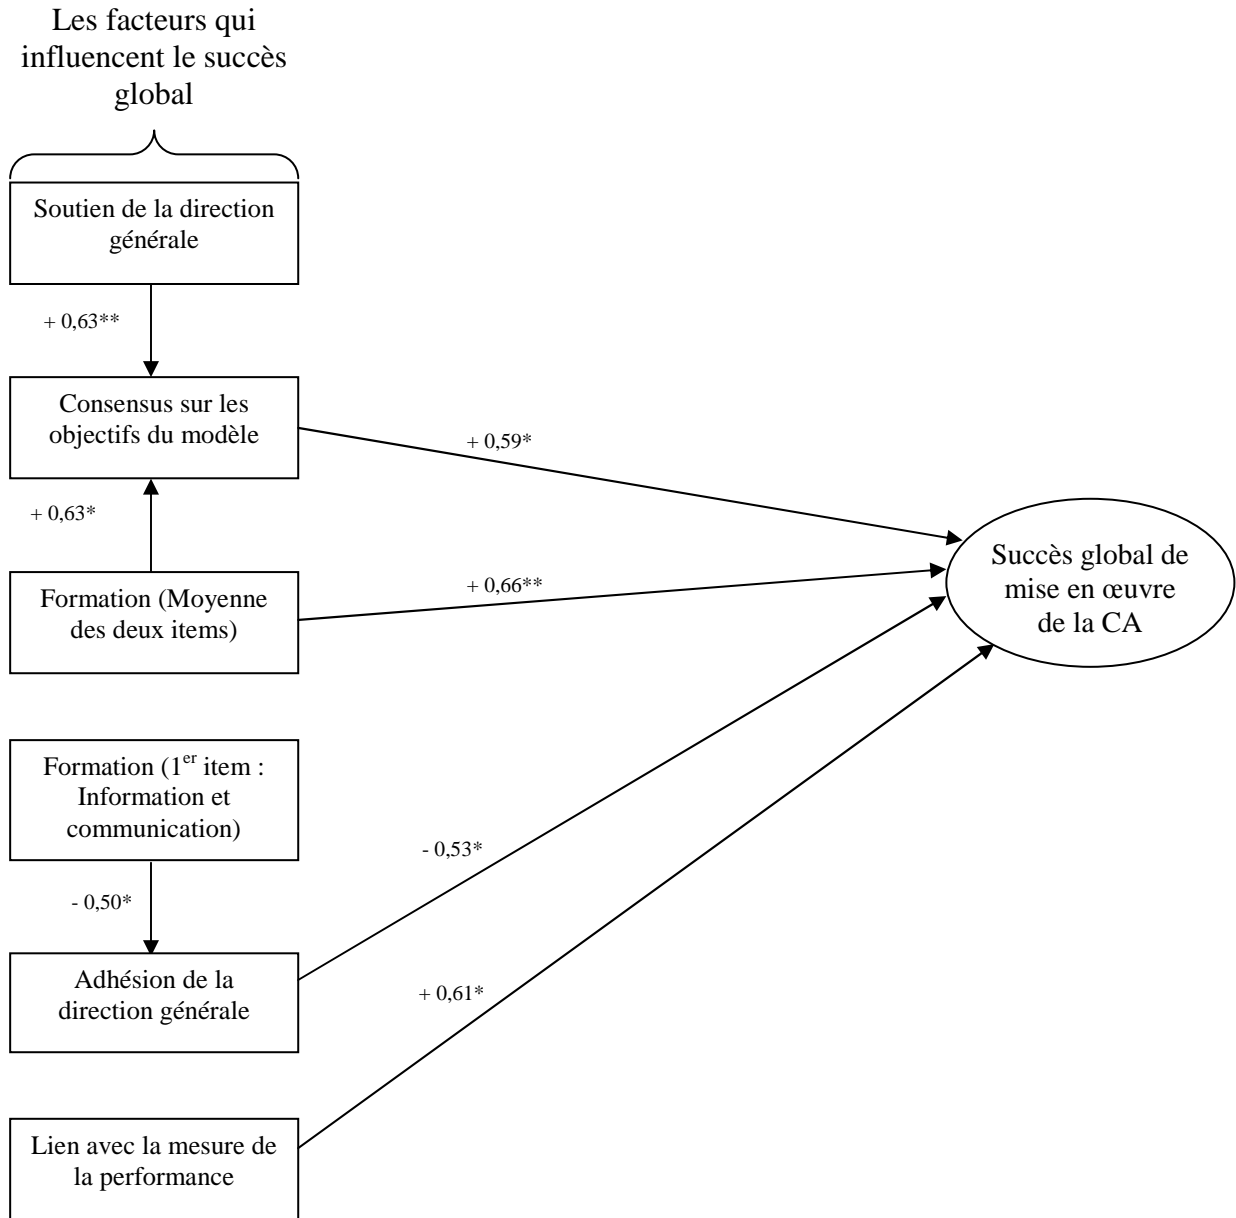 Les facteurs qui
influencent le succès
global
Soutien de la direction
générale
+ 0,63**
Consensus sur les
objectifs du modèle
+ 0,59*
+ 0,63*
Formation (Moyenne
des deux items)
+ 0,66**
Succès global de
mise en œuvre
de la CA
Formation (1er item :
Information et
communication)
- 0,53*
- 0,50*
Adhésion de la
direction générale
+ 0,61*
Lien avec la mesure de
la performance